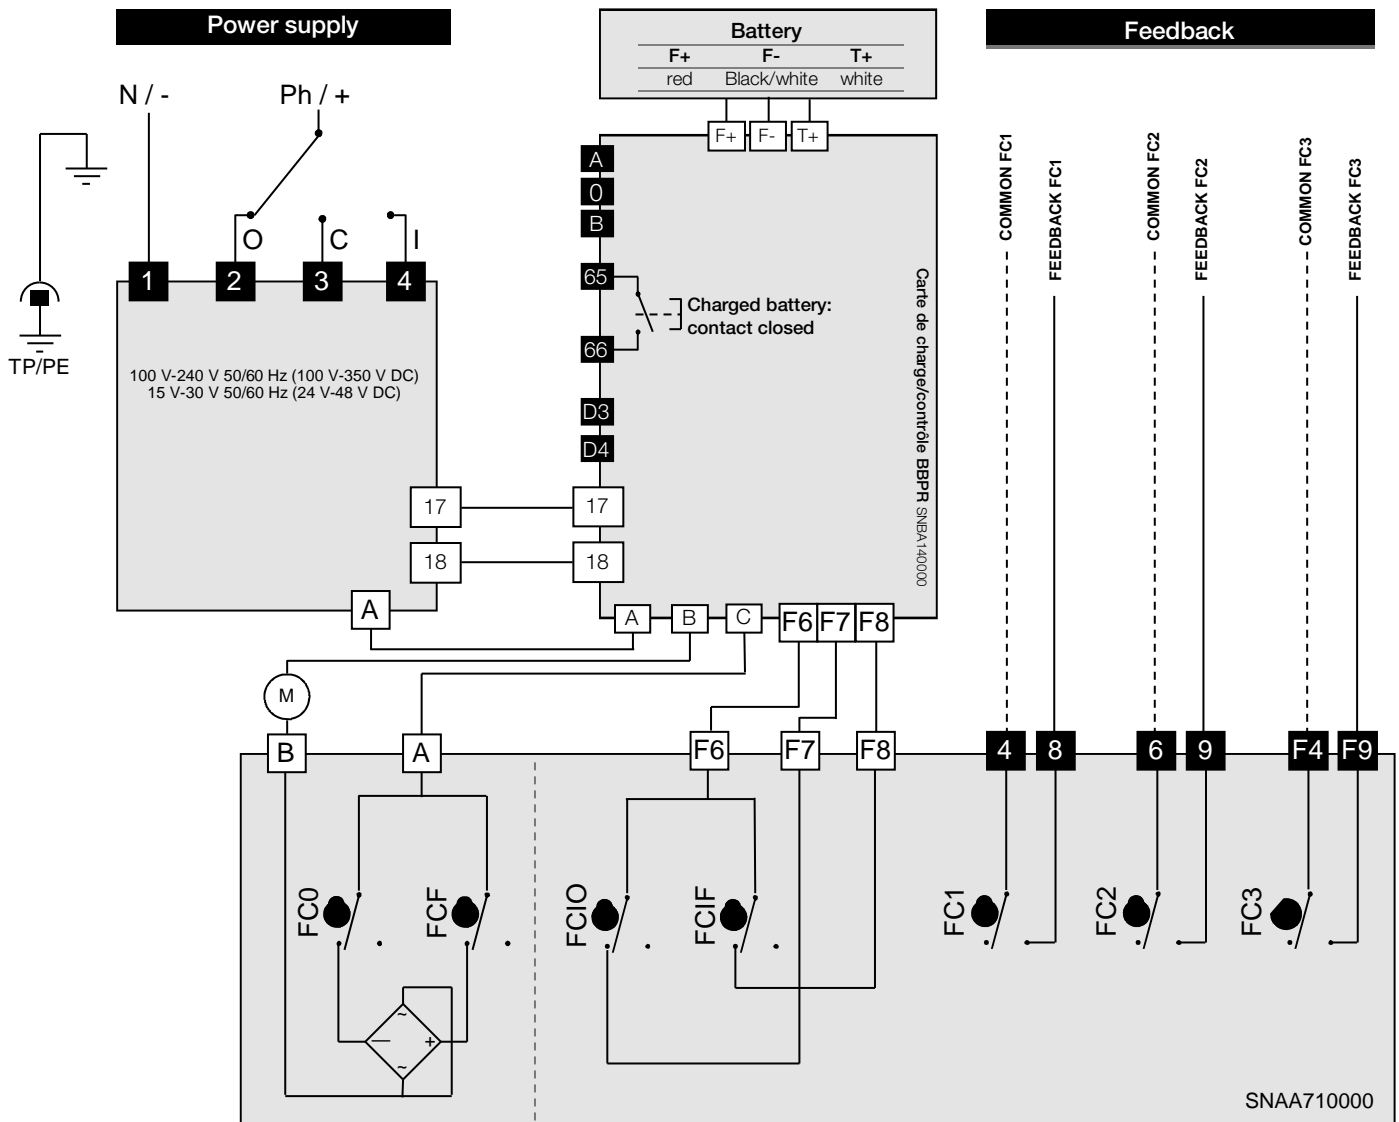 Power supply
Battery
F+ F- T+
red Black/white white
Feedback
N / -
Ph / +
F+ F- T+
A
0
B
65
66
D3
D4
17
18
Charged battery:
contact closed
Carte de charge/contrôle BBPR SNBA140000
O
C
I
1
2
3
4
TP/PE
100 V-240 V 50/60 Hz (100 V-350 V DC)
15 V-30 V 50/60 Hz (24 V-48 V DC)
17
18
A
A
B
C
F6
F7
F8
COMMON FC1
FEEDBACK FC1
COMMON FC2
FEEDBACK FC2
COMMON FC3
FEEDBACK FC3
M
B
A
F6
F7
F8
4
8
6
9
F4
F9
FC0
FCF
FCIO
FCIF
FC1
FC2
FC3
~
—
+
~
SNAA710000